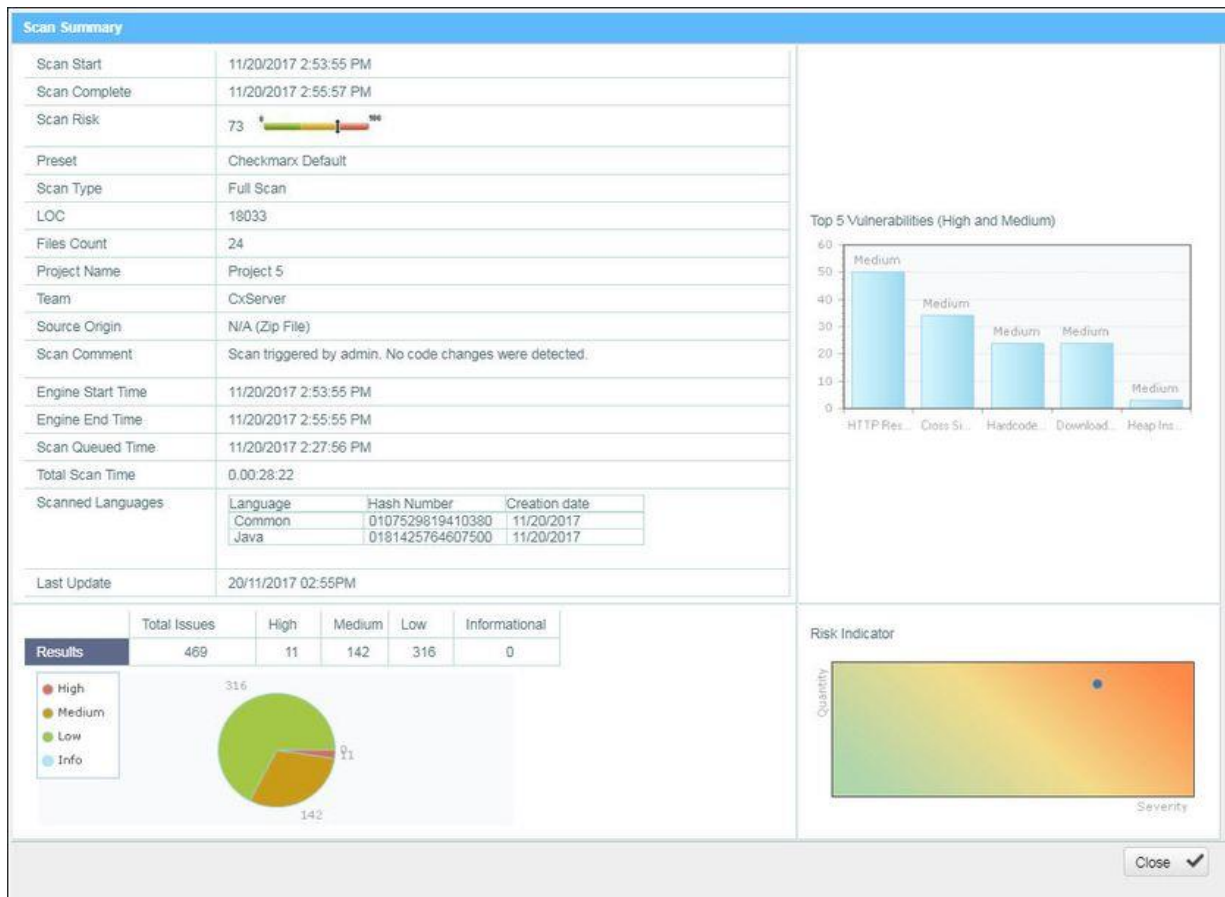 Scan Summary
Scan Start 11/20/2017 2:53:55 PM
Scan Complete 11/20/2017 2:55:57 PM
Scan Risk 73 0 100
Preset Checkmarx Default
Scan Type Full Scan
LOC 18033
Files Count 24
Project Name Project 5
Team CxServer
Source Origin N/A (Zip File)
Scan Comment Scan triggered by admin. No code changes were detected.
Engine Start Time 11/20/2017 2:53:55 PM
Engine End Time 11/20/2017 2:55:55 PM
Scan Queued Time 11/20/2017 2:27:56 PM
Total Scan Time 0.00:28:22
Scanned Languages
Language Hash Number Creation date
Common 0107529819410380 11/20/2017
Java 0181425764607500 11/20/2017
Last Update 20/11/2017 02:55PM
Top 5 Vulnerabilities (High and Medium)
60
50
40
30
20
10
0
Medium
Medium
Medium
Medium
Medium
HTTP Res... Cross Si... Hardcode... Download... Heap Ins...
Total Issues High Medium Low Informational
Results 469 11 142 316 0
High
Medium
Low
Info
316
0
11
142
Risk Indicator
Quantity
Severity
Close